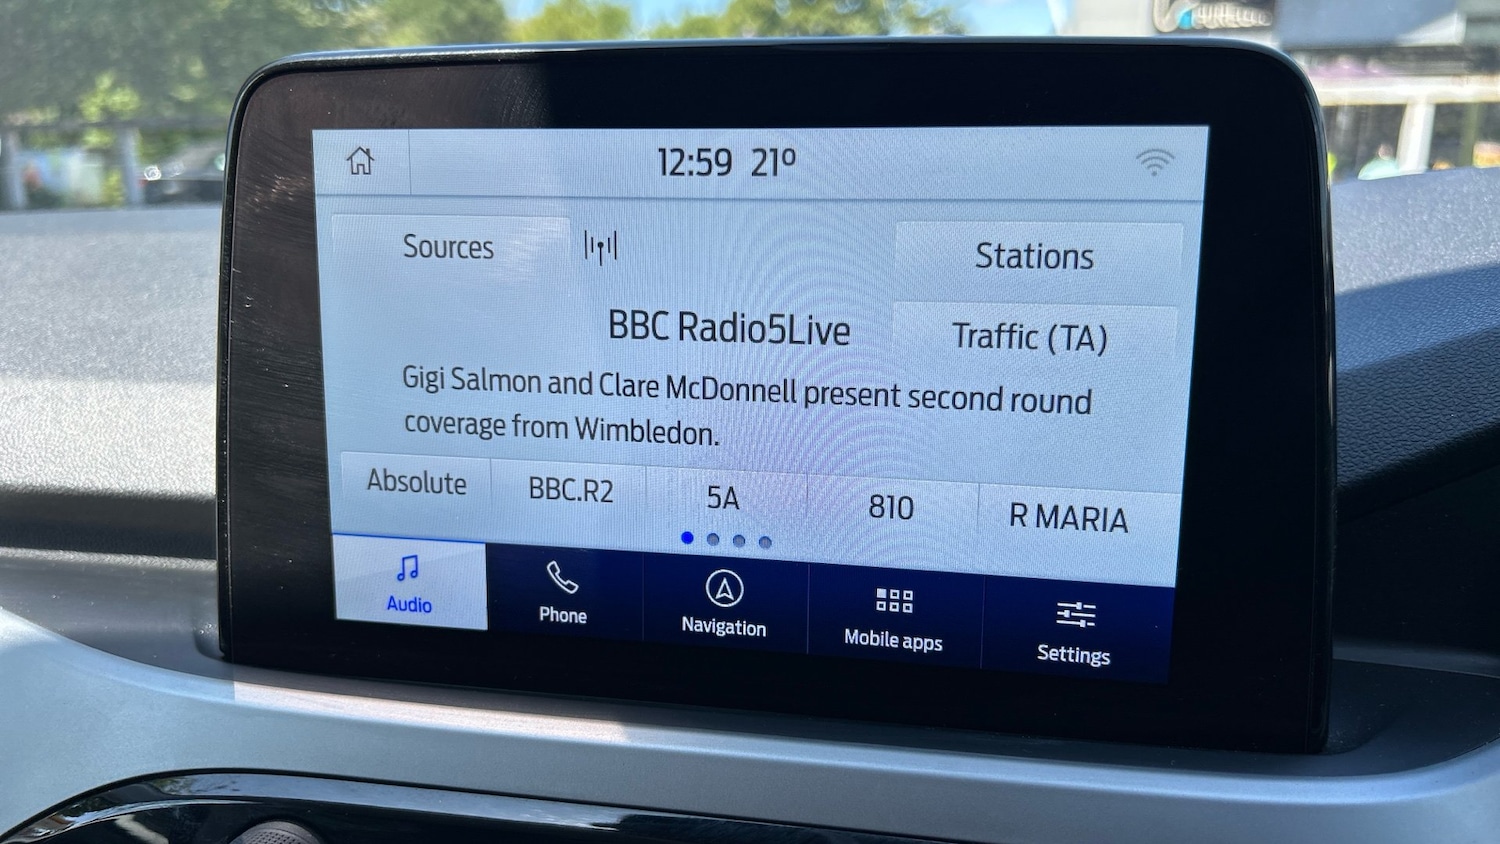 12:59 21º
Sources
Stations
BBC Radio5Live
Traffic (TA)
Gigi Salmon and Clare McDonnell present second round
coverage from Wimbledon.
Absolute BBC.R2 5A 810 R MARIA
Audio Phone Navigation Mobile apps Settings